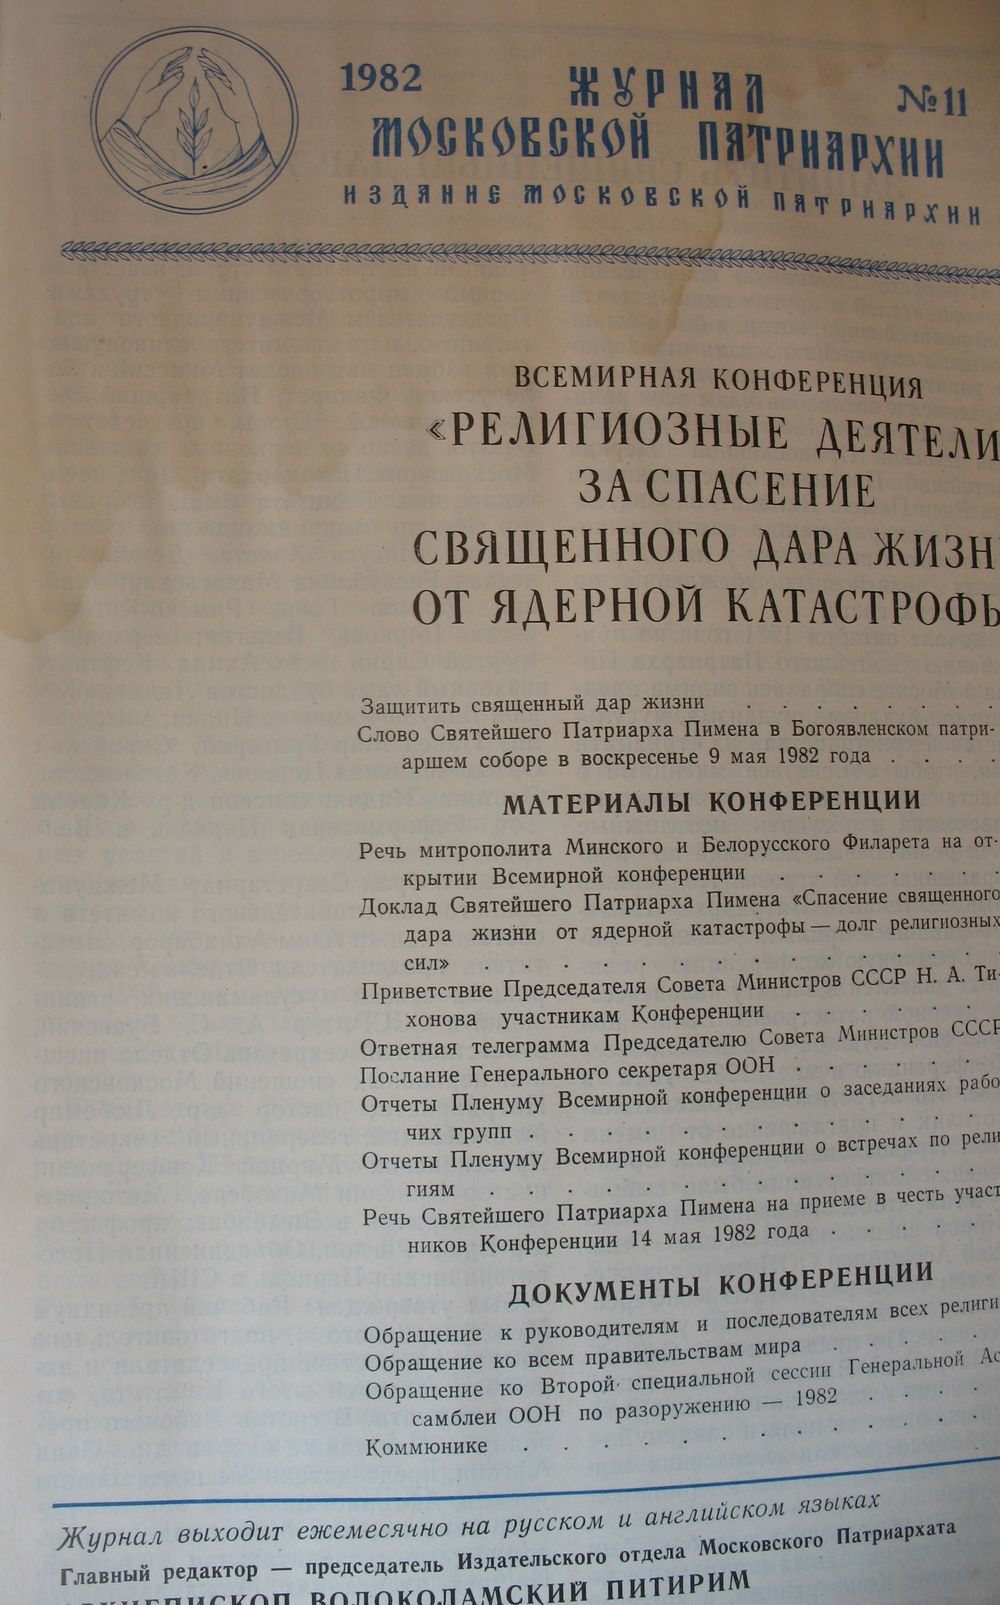 1982
ЖУРНАЛ
№ 11
МОСКОВСКОЙ ПАТРИАРХИИ
ИЗДАНИЕ МОСКОВСКОЙ ПАТРИАРХИИ
ВСЕМИРНАЯ КОНФЕРЕНЦИЯ
«РЕЛИГИОЗНЫЕ ДЕЯТЕЛИ
ЗА СПАСЕНИЕ
СВЯЩЕННОГО ДАРА ЖИЗН
ОТ ЯДЕРНОЙ КАТАСТРОФЫ
Защитить священный дар жизни . . . . . . .
Слово Святейшего Патриарха Пимена в Богоявленском патри-
аршем соборе в воскресенье 9 мая 1982 года . . . .
МАТЕРИАЛЫ КОНФЕРЕНЦИИ
Речь митрополита Минского и Белорусского Филарета на от-
крытии Всемирной конференции . . . . . . .
Доклад Святейшего Патриарха Пимена «Спасение священного
дара жизни от ядерной катастрофы — долг религиозных
сил» . . . . . . . . . . . . . .
Приветствие Председателя Совета Министров СССР Н. А. Ти-
хонова участникам Конференции . . . . . .
Ответная телеграмма Председателю Совета Министров СССР
Послание Генерального секретаря ООН . . . . . .
Отчеты Пленуму Всемирной конференции о заседаниях рабо
чих групп . . . . . . . . . . . .
Отчеты Пленуму Всемирной конференции о встречах по рели
гиям . . . . . . . . . . . . . .
Речь Святейшего Патриарха Пимена на приеме в честь участ
ников Конференции 14 мая 1982 года . . . . .
ДОКУМЕНТЫ КОНФЕРЕНЦИИ
Обращение к руководителям и последователям всех религи
Обращение ко всем правительствам мира . . . . .
Обращение ко Второй специальной сессии Генеральной Ас
самблеи ООН по разоружению — 1982 . . . .
Коммюнике . . . . . . . . . . . .
Журнал выходит ежемесячно на русском и английском языках
Главный редактор — председатель Издательского отдела Московского Патриархата
АРХИЕПИСКОП ВОЛОКОЛАМСКИЙ ПИТИРИМ